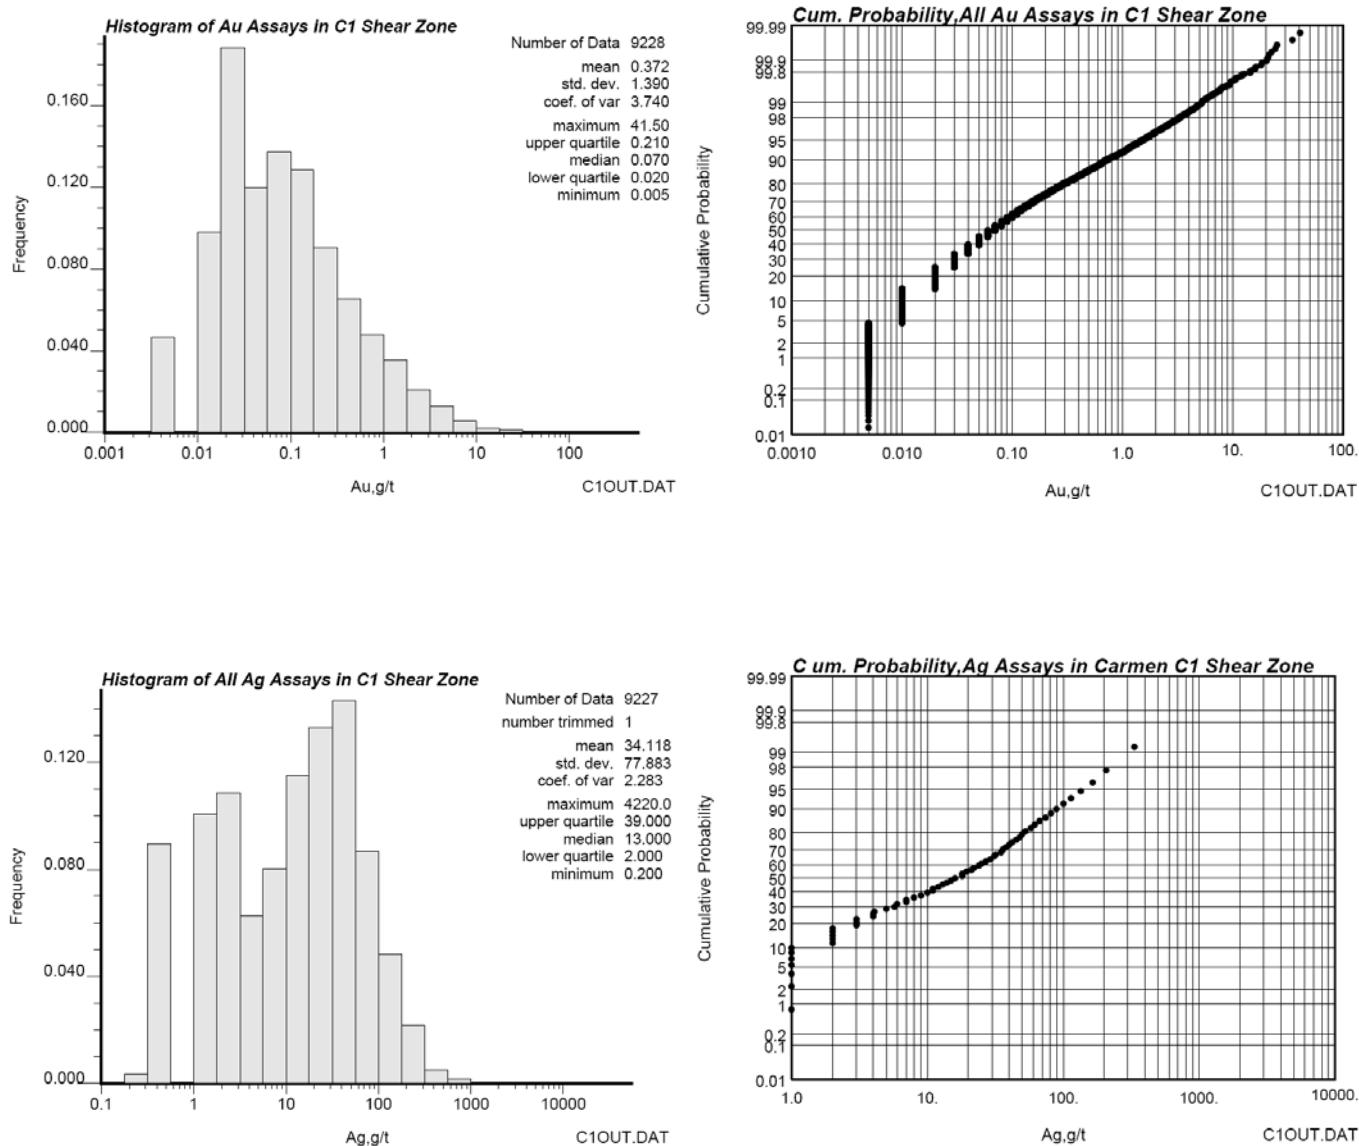 Histogram of Au Assays in C1 Shear Zone
Number of Data 9228
mean 0.372
std. dev. 1.390
coef. of var 3.740
maximum 41.50
upper quartile 0.210
median 0.070
lower quartile 0.020
minimum 0.005
Frequency
0.160
0.120
0.080
0.040
0.000
0.001 0.01 0.1 1 10 100
Au,g/t C1OUT.DAT
Cum. Probability,All Au Assays in C1 Shear Zone
Cumulative Probability
99.99
99.9
99.8
99
98
95
90
80
70
60
50
40
30
20
10
5
2
1
0.2
0.1
0.01
0.0010 0.010 0.10 1.0 10. 100.
Au,g/t C1OUT.DAT
Histogram of All Ag Assays in C1 Shear Zone
Number of Data 9227
number trimmed 1
mean 34.118
std. dev. 77.883
coef. of var 2.283
maximum 4220.0
upper quartile 39.000
median 13.000
lower quartile 2.000
minimum 0.200
Frequency
0.120
0.080
0.040
0.000
0.1 1 10 100 1000 10000
Ag,g/t C1OUT.DAT
C um. Probability,Ag Assays in Carmen C1 Shear Zone
Cumulative Probability
99.99
99.9
99.8
99
98
95
90
80
70
60
50
40
30
20
10
5
2
1
0.2
0.1
0.01
1.0 10. 100. 1000. 10000.
Ag,g/t C1OUT.DAT